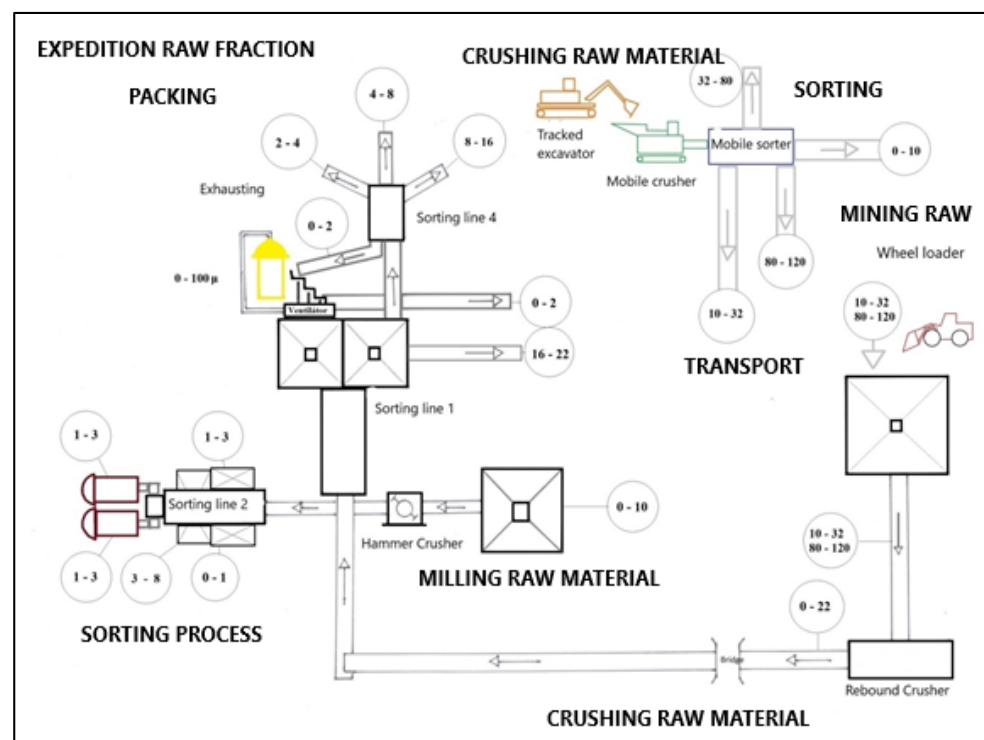 EXPEDITION RAW FRACTION
CRUSHING RAW MATERIAL
32 - 80
SORTING
PACKING
4 - 8
Tracked
excavator
Mobile sorter
0 - 10
2 - 4
8 - 16
Mobile crusher
Exhausting
Sorting line 4
MINING RAW
0 - 2
Wheel loader
80 - 120
0 - 100 µ
10 - 32
80 - 120
0 - 2
10 - 32
Ventilátor
16 - 22
TRANSPORT
Sorting line 1
1 - 3
1 - 3
Sorting line 2
0 - 10
Hammer Crusher
10 - 32
80 - 120
1 - 3
3 - 8
0 - 1
MILLING RAW MATERIAL
0 - 22
SORTING PROCESS
Bridge
Rebound Crusher
CRUSHING RAW MATERIAL